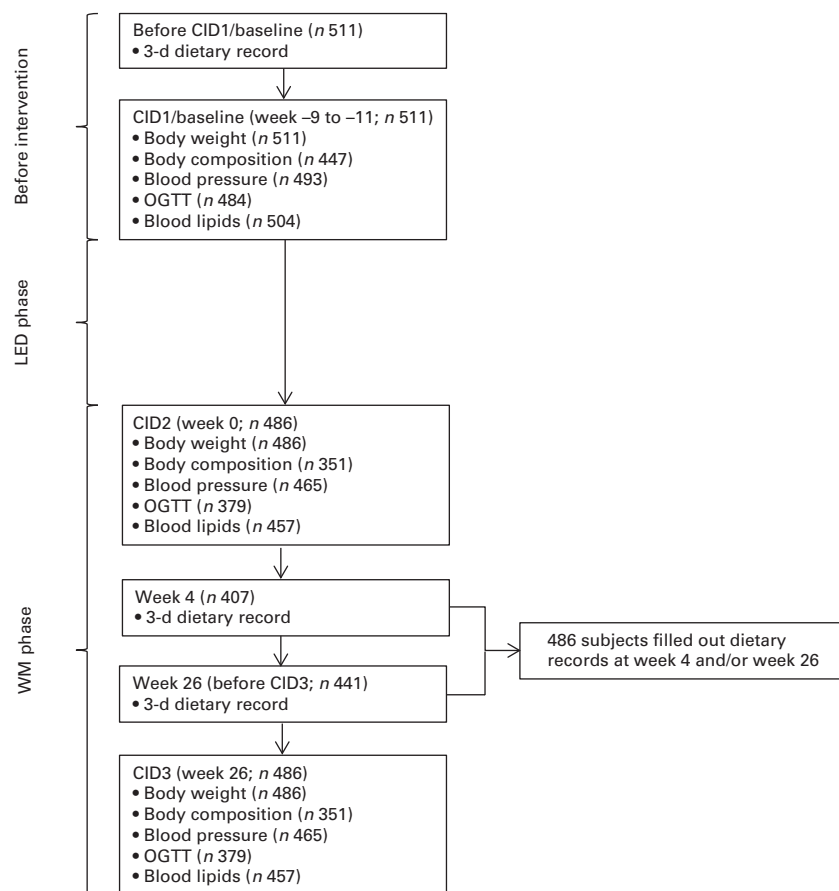 Before intervention
Before CID1/baseline (n 511)
• 3-d dietary record
CID1/baseline (week –9 to –11; n 511)
• Body weight (n 511)
• Body composition (n 447)
• Blood pressure (n 493)
• OGTT (n 484)
• Blood lipids (n 504)
LED phase
WM phase
CID2 (week 0; n 486)
• Body weight (n 486)
• Body composition (n 351)
• Blood pressure (n 465)
• OGTT (n 379)
• Blood lipids (n 457)
Week 4 (n 407)
• 3-d dietary record
Week 26 (before CID3; n 441)
• 3-d dietary record
486 subjects filled out dietary
records at week 4 and/or week 26
CID3 (week 26; n 486)
• Body weight (n 486)
• Body composition (n 351)
• Blood pressure (n 465)
• OGTT (n 379)
• Blood lipids (n 457)